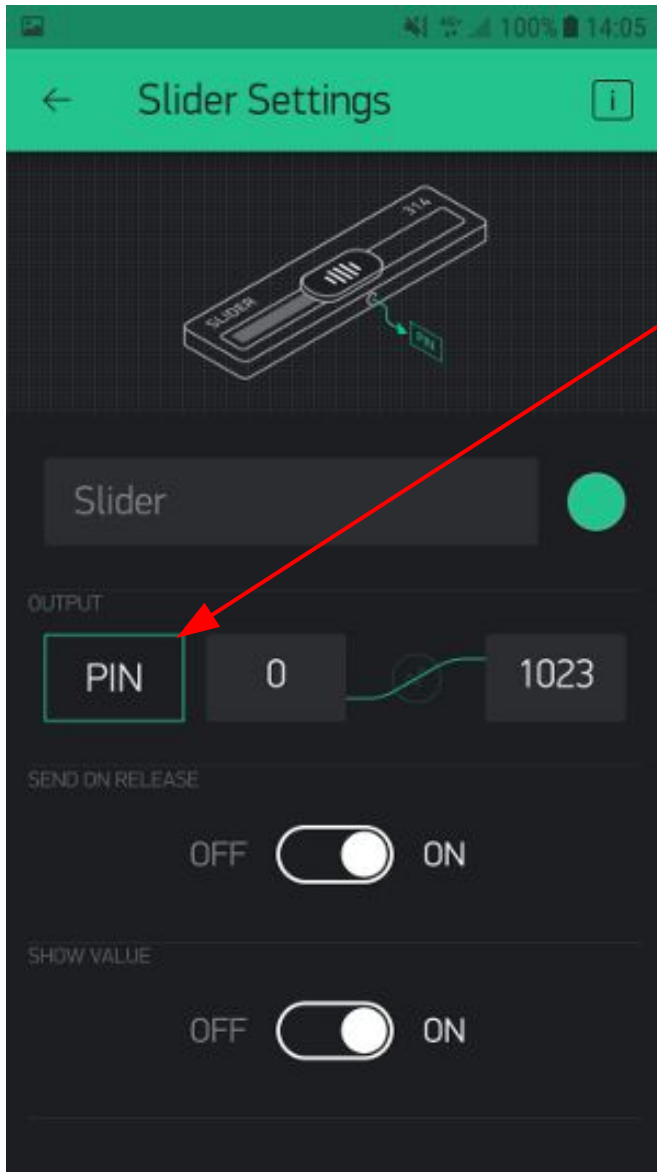 100% 14:05
Slider Settings
i
314
SLIDER
PIN
Slider
OUTPUT
PIN 0 1023
SEND ON RELEASE
OFF ON
SHOW VALUE
OFF ON